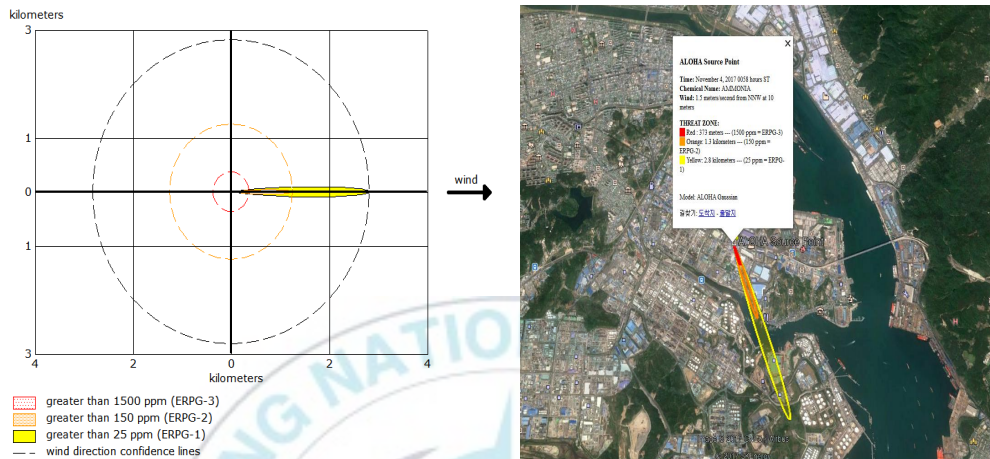 kilometers
3
1
0
1
3
4
2
0
2
4
kilometers
wind
greater than 1500 ppm (ERPG-3)
greater than 150 ppm (ERPG-2)
greater than 25 ppm (ERPG-1)
wind direction confidence lines
NG NATIO
x
ALOHA Source Point
Time: November 4, 2017 0058 hours ST
Chemical Name: AMMONIA
Wind: 1.5 meters/second from NNW at 10
meters
THREAT ZONE:
Red : 373 meters --- (1500 ppm = ERPG-3)
Orange: 1.3 kilometers --- (150 ppm =
ERPG-2)
Yellow: 2.8 kilometers --- (25 ppm = ERPG-
1)
Model: ALOHA Gaussian
길찾기: 도착지 - 출발지
ALOHA Source Point